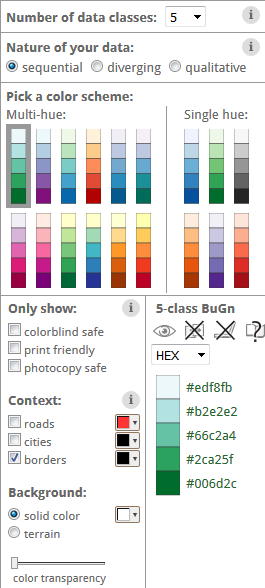 Number of data classes: 5 i
Nature of your data: i
sequential diverging qualitative
Pick a color scheme:
Multi-hue: Single hue:
Only show: i
colorblind safe
print friendly
photocopy safe
Context: i
roads
cities
borders
Background:
solid color
terrain
color transparency
5-class BuGn
?
HEX
#edf8fb
#b2e2e2
#66c2a4
#2ca25f
#006d2c